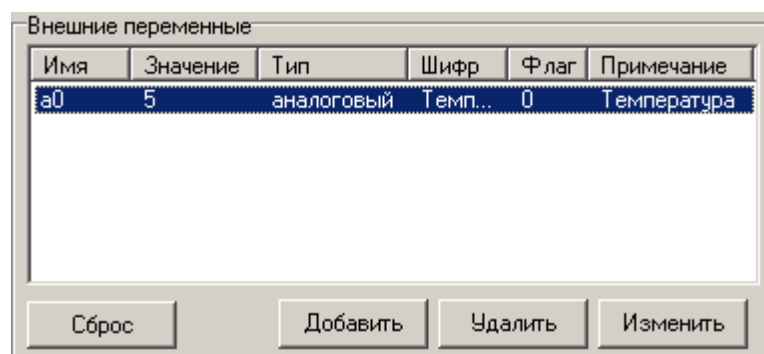 Внешние переменные
Имя Значение Тип Шифр Флаг Примечание
a0 5 аналоговый Темп... 0 Температура
Сброс Добавить Удалить Изменить